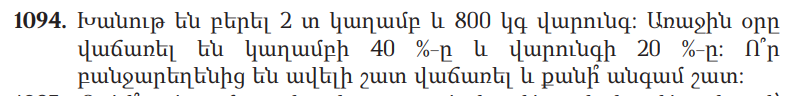 1094. Խանութ են բերել 2 տ կաղամբ և 800 կգ վարունգ: Առաջին օրը
վաճառել են կաղամբի 40 %-ը և վարունգի 20 %-ը: Ո՞ր
բանջարեղենից են ավելի շատ վաճառել և քանի՞ անգամ շատ: